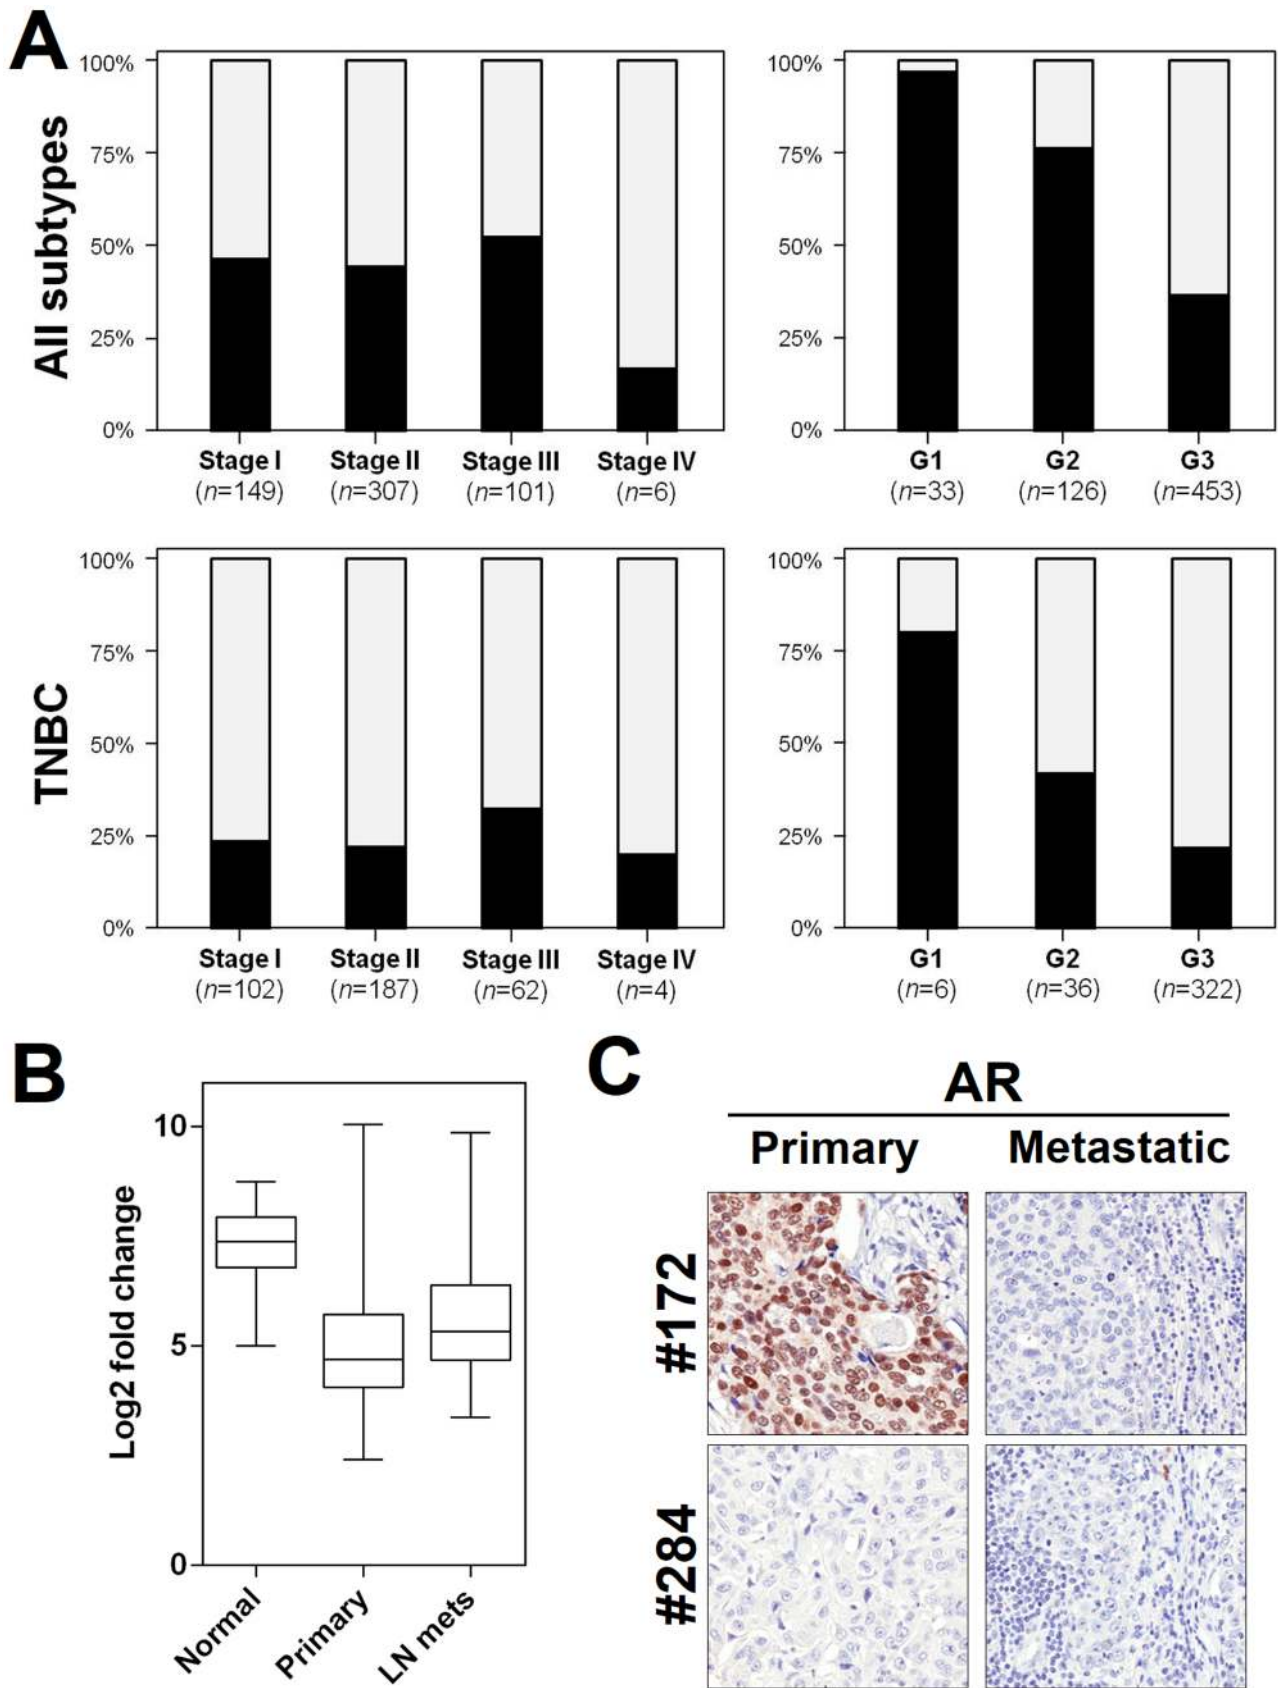 A
All subtypes
100%
75%
50%
25%
0%
Stage I
(n=149)
Stage II
(n=307)
Stage III
(n=101)
Stage IV
(n=6)
100%
75%
50%
25%
0%
G1
(n=33)
G2
(n=126)
G3
(n=453)
TNBC
100%
75%
50%
25%
0%
Stage I
(n=102)
Stage II
(n=187)
Stage III
(n=62)
Stage IV
(n=4)
100%
75%
50%
25%
0%
G1
(n=6)
G2
(n=36)
G3
(n=322)
B
Log2 fold change
10
5
0
Normal
Primary
LN mets
C
AR
Primary
Metastatic
#172
#284